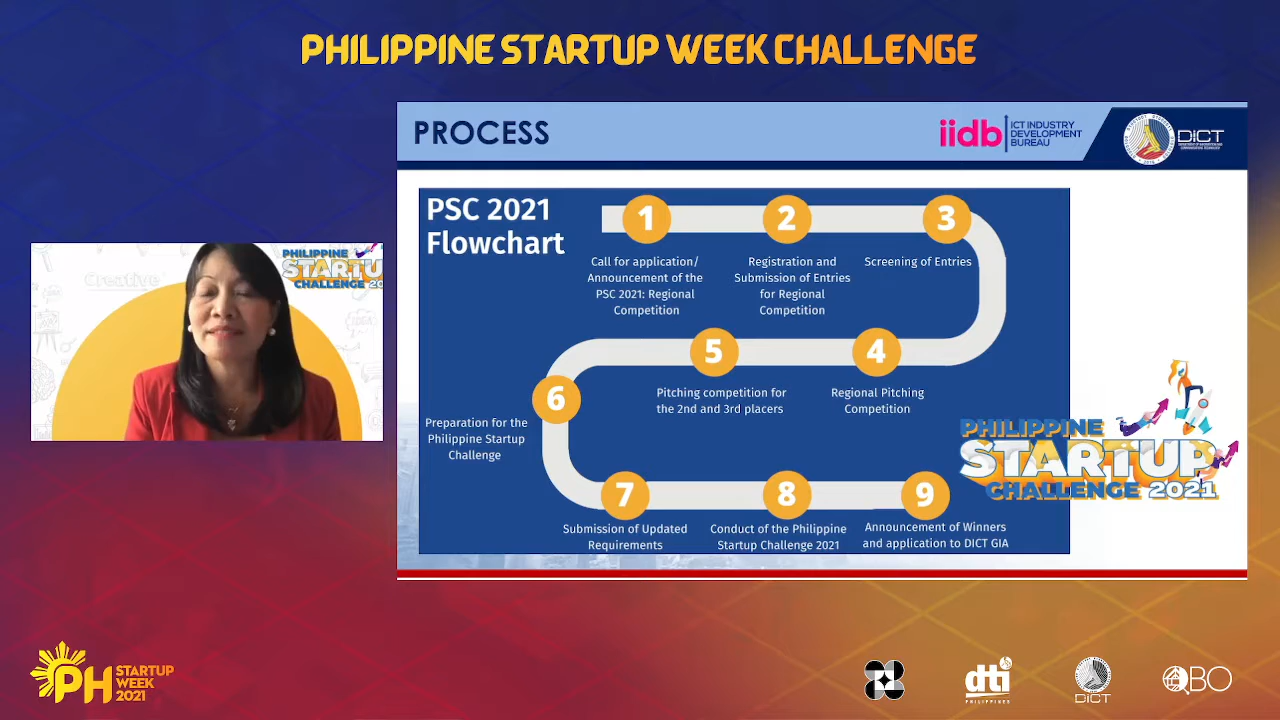 PHILIPPINE STARTUP WEEK CHALLENGE
PROCESS
iidb
ICT INDUSTRY
DEVELOPMENT
BUREAU
DICT
PSC 2021
Flowchart
1
Call for application/
Announcement of the
PSC 2021: Regional
Competition
2
Registration and
Submission of Entries
for Regional
Competition
3
Screening of Entries
4
Regional Pitching
Competition
5
Pitching competition for
the 2nd and 3rd placers
6
Preparation for the
Philippine Startup
Challenge
7
Submission of Updated
Requirements
8
Conduct of the Philippine
Startup Challenge 2021
9
Announcement of Winners
and application to DICT GIA
PHILIPPINE
STARTUP
CHALLENGE 2021
Creative
PHILIPPINE
STARTU
CHALLENGE 20
PH
STARTUP
WEEK
2021
dti
PHILIPPINES
DICT
QBO